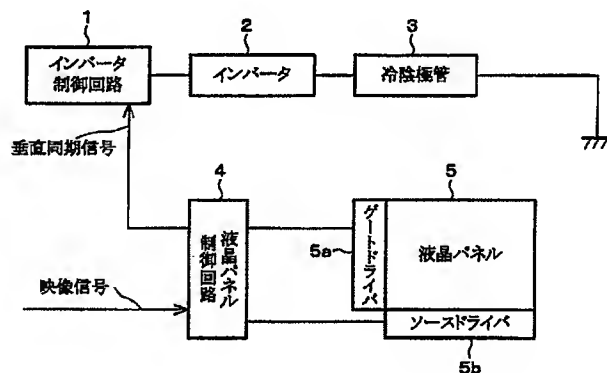 1
インバータ
制御回路
2
インバータ
3
冷陰極管
垂直同期信号
4
液晶パネル
制御回路
映像信号
5
5a
ゲートドライバ
液晶パネル
ソースドライバ
5b